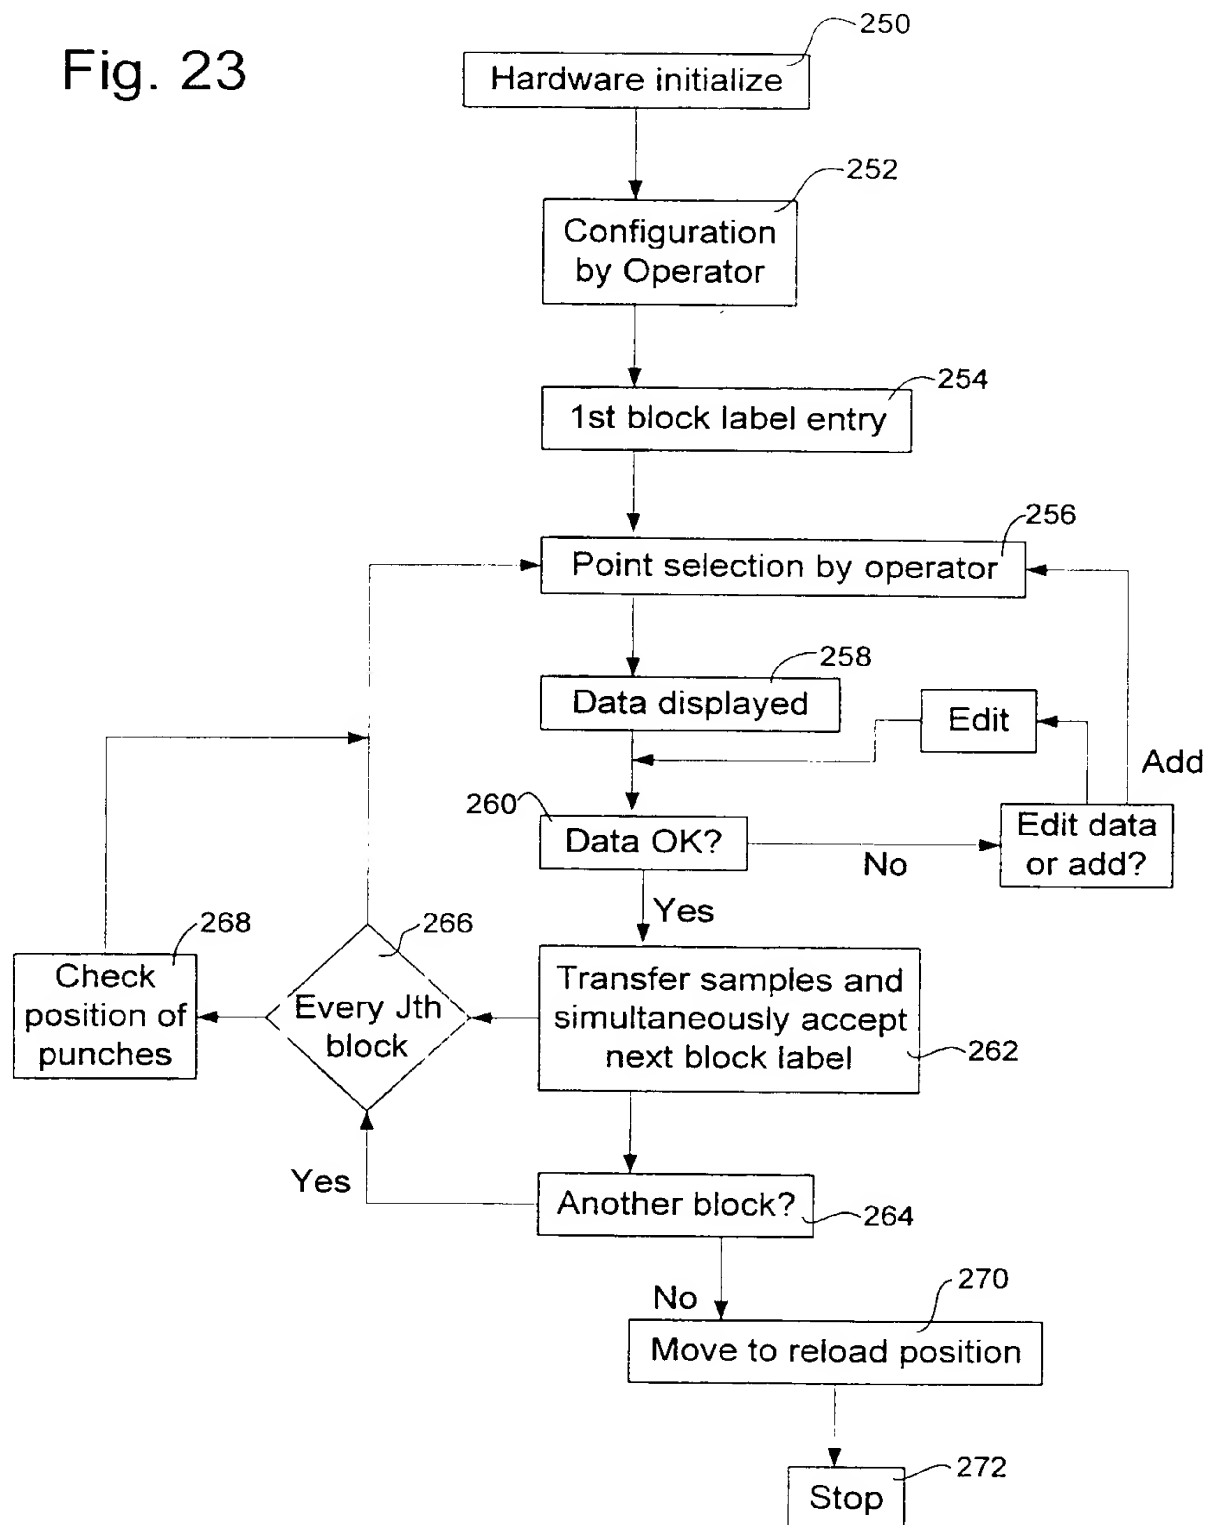 Fig. 23
250
Hardware initialize
252
Configuration
by Operator
254
1st block label entry
256
Point selection by operator
258
Data displayed
Edit
Add
260
Data OK?
No
Edit data
or add?
Yes
268
266
Check
position of
punches
Every Jth
block
Transfer samples and
simultaneously accept
next block label
262
Yes
Another block?
264
No
270
Move to reload position
272
Stop